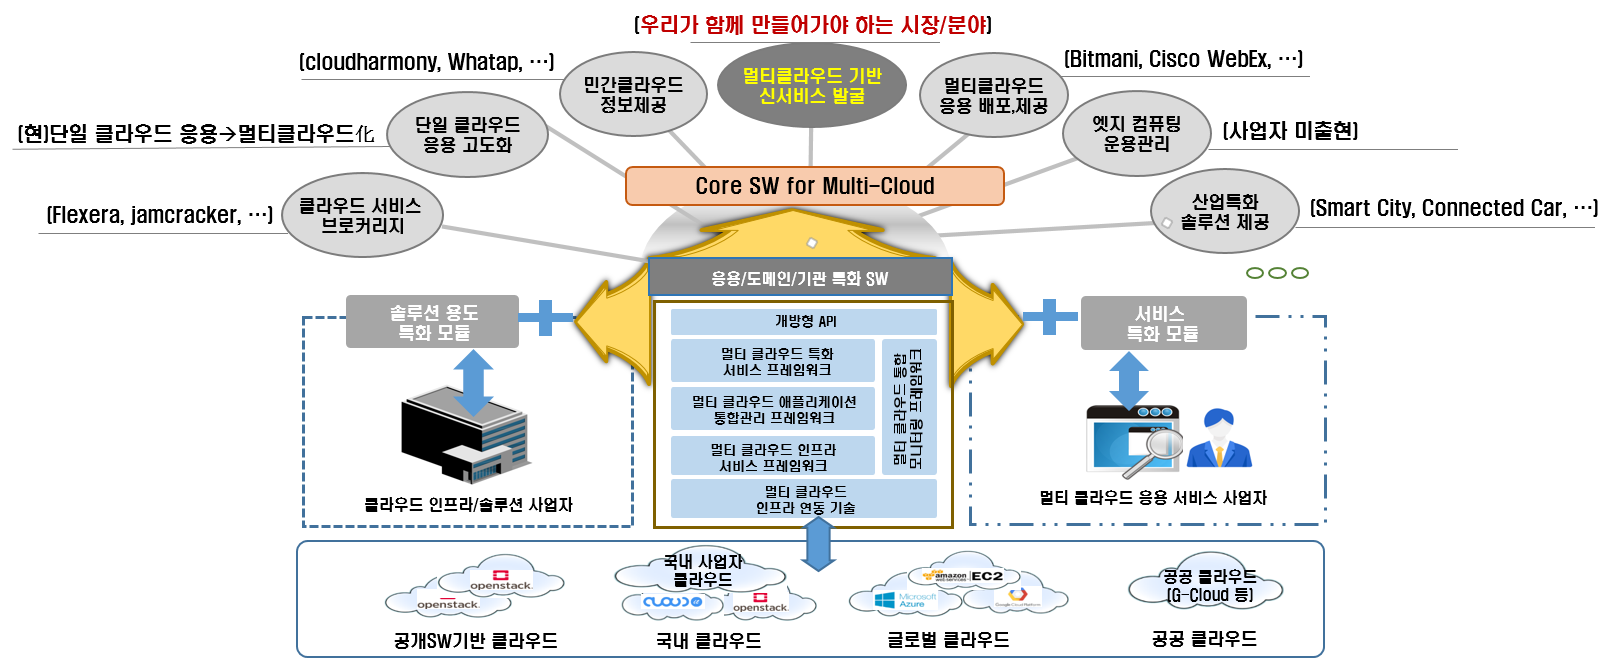 (우리가 함께 만들어가야 하는 시장/분야)
(cloudharmony, Whatap, …)
민간클라우드
정보제공
멀티클라우드 기반
신서비스 발굴
멀티클라우드
응용 배포,제공
(Bitmani, Cisco WebEx, …)
(현)단일 클라우드 응용→멀티클라우드化
단일 클라우드
응용 고도화
엣지 컴퓨팅
운용관리
(사업자 미출현)
Core SW for Multi-Cloud
(Flexera, jamcracker, …)
클라우드 서비스
브로커리지
산업특화
솔루션 제공
(Smart City, Connected Car, …)
응용/도메인/기관 특화 SW
솔루션 용도
특화 모듈
서비스
특화 모듈
개방형 API
멀티 클라우드 특화
서비스 프레임워크
멀티 클라우드 애플리케이션
통합관리 프레임워크
멀티 클라우드 인프라
서비스 프레임워크
멀티 클라우드 통합
모니터링 프레임워크
멀티 클라우드
인프라 연동 기술
클라우드 인프라/솔루션 사업자
멀티 클라우드 응용 서비스 사업자
openstack.
openstack.
공개SW기반 클라우드
국내 사업자
클라우드
CLOUD
openstack.
국내 클라우드
amazon
web services
EC2
Microsoft
Azure
Google Cloud Platform
글로벌 클라우드
공공 클라우드
(G-Cloud 등)
공공 클라우드